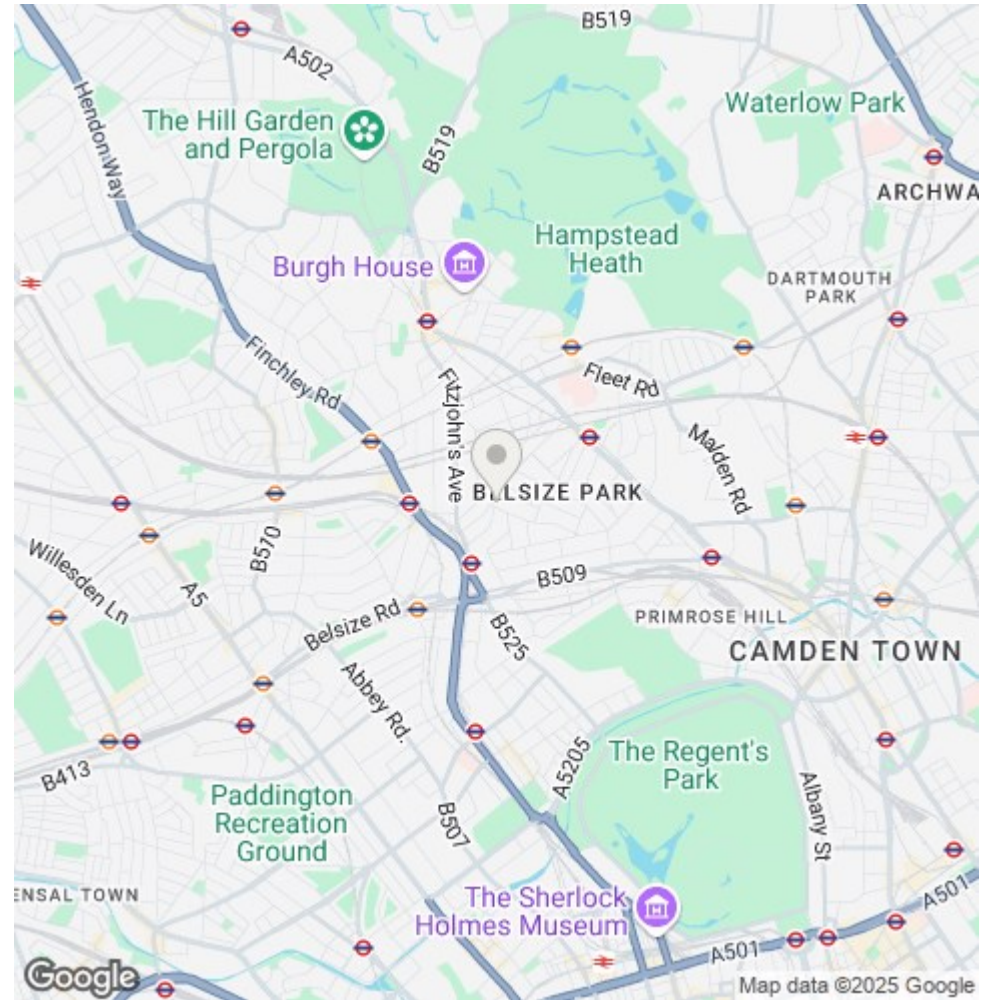 B519
A502
Waterlow Park
The Hill Garden
and Pergola
Hendon Way
B519
ARCHWA
Hampstead
Heath
Burgh House
DARTMOUTH
PARK
Finchley Rd
Fitzjohn's Ave
Fleet Rd
Malden Rd
BELSIZE PARK
B510
Willesden Ln
A5
B509
Belsize Rd
B525
PRIMROSE HILL
CAMDEN TOWN
Abbey Rd.
The Regent's
Park
A5205
B413
Albany St
Paddington
Recreation
Ground
B507
ENSAL TOWN
The Sherlock
Holmes Museum
A501
A501
Google
Map data ©2025 Google